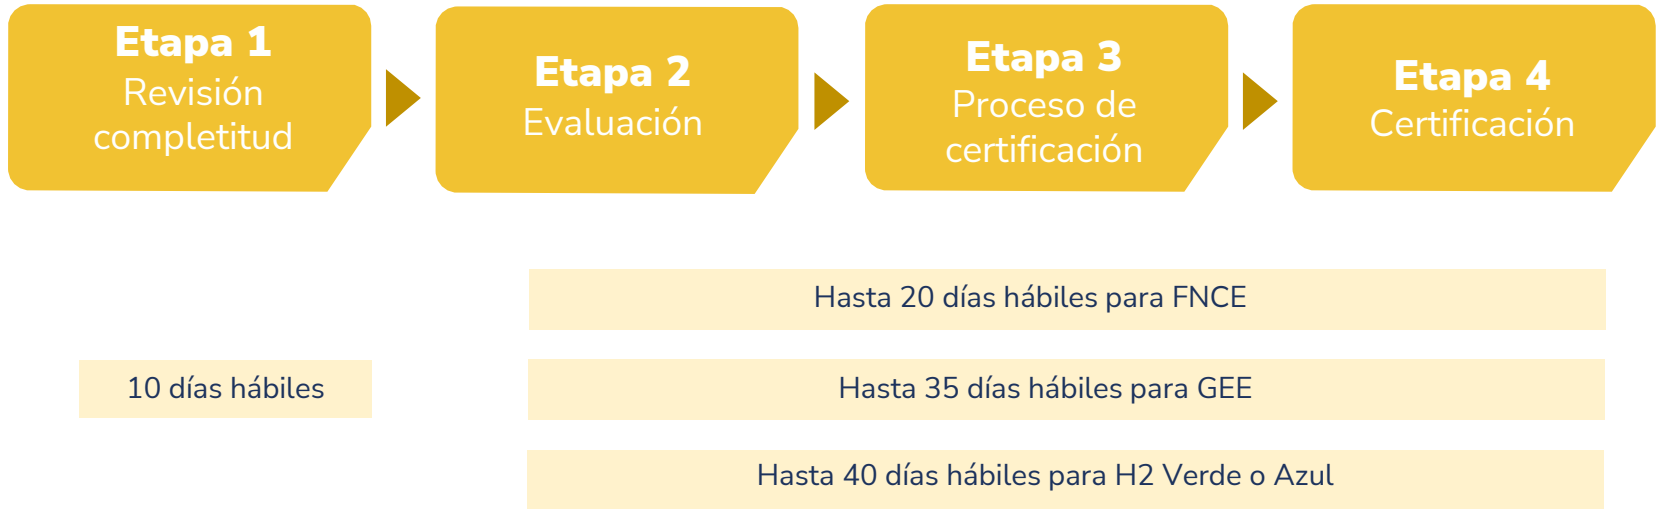 Etapa 1
Revisión
completitud
Etapa 2
Evaluación
Etapa 3
Proceso de
certificación
Etapa 4
Certificación
Hasta 20 días hábiles para FNCE
10 días hábiles
Hasta 35 días hábiles para GEE
Hasta 40 días hábiles para H2 Verde o Azul